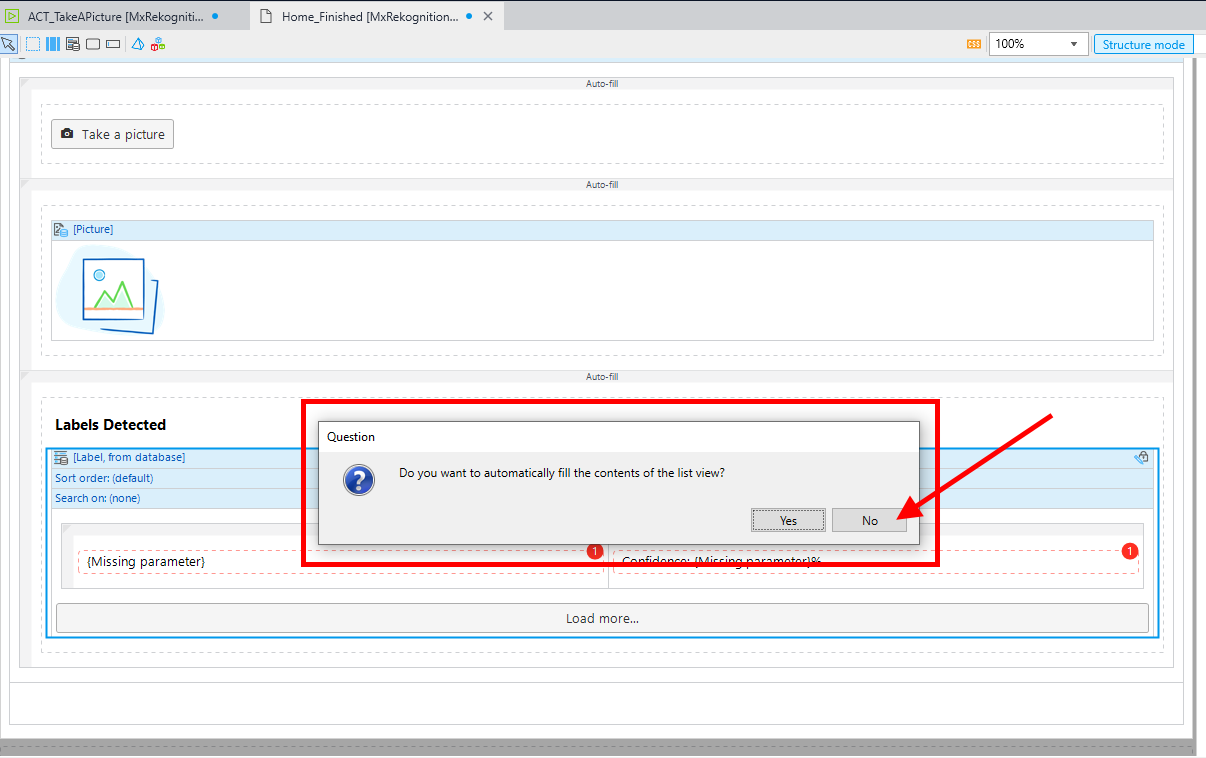 ACT_TakeAPicture [MxRekogniti...
Home_Finished [MxRekognition...
CSS
100%
Structure mode
Auto-fill
Take a picture
Auto-fill
[Picture]
Auto-fill
Labels Detected
Question
[Label, from database]
Do you want to automatically fill the contents of the list view?
Sort order: (default)
Search on: (none)
Yes
No
{Missing parameter}
1
Confidence: {Missing parameter}%
1
Load more...